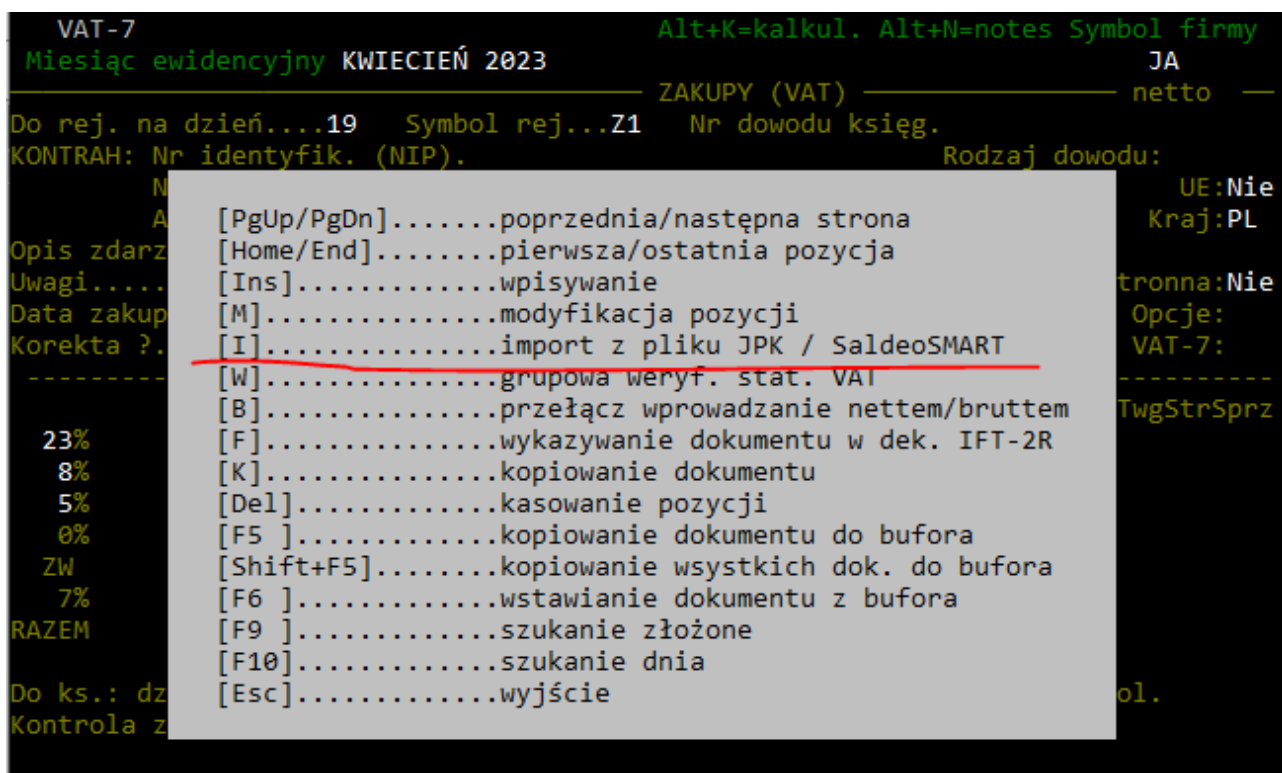 VAT-7 Alt+K=kalkul. Alt+N=notes Symbol firmy
Miesiąc ewidencyjny KWIECIEŃ 2023 JA
ZAKUPY (VAT) netto
Do rej. na dzień....19 Symbol rej...Z1 Nr dowodu księg.
KONTRAH: Nr identyfik. (NIP). Rodzaj dowodu:
N UE:Nie
[PgUp/PgDn].......poprzednia/następna strona
A Kraj:PL
Opis zdarz [Home/End]........pierwsza/ostatnia pozycja
Uwagi..... [Ins].............wpisywanie tronna:Nie
Data zakup [M]...............modyfikacja pozycji Opcje:
Korekta ?. [I]...............import z pliku JPK / SaldeoSMART VAT-7:
[W]...............grupowa weryf. stat. VAT
[B]...............przełącz wprowadzanie nettem/bruttem TwgStrSprz
23% [F]...............wykazywanie dokumentu w dek. IFT-2R
8% [K]...............kopiowanie dokumentu
5% [Del].............kasowanie pozycji
0% [F5 ].............kopiowanie dokumentu do bufora
ZW [Shift+F5]........kopiowanie wsystkich dok. do bufora
7% [F6 ].............wstawianie dokumentu z bufora
RAZEM [F9 ].............szukanie złożone
[F10].............szukanie dnia
Do ks.: dz [Esc].............wyjście ol.
Kontrola z